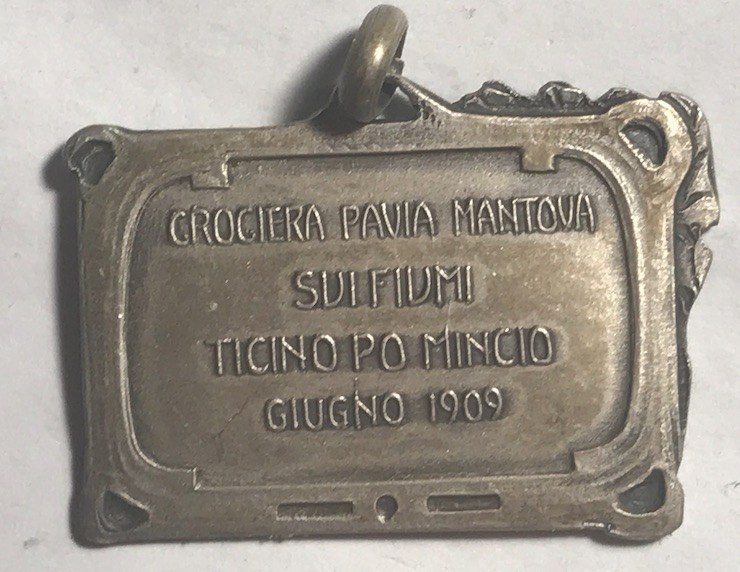 CROCIERA PAVIA MANTOVA
SUI FIUMI
TICINO PO MINCIO
GIUGNO 1909